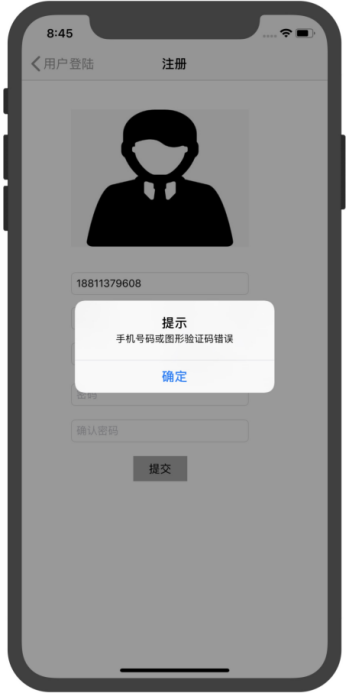 8:45
用户登陆
注册
18811379608
提示
手机号码或图形验证码错误
确定
密码
确认密码
提交